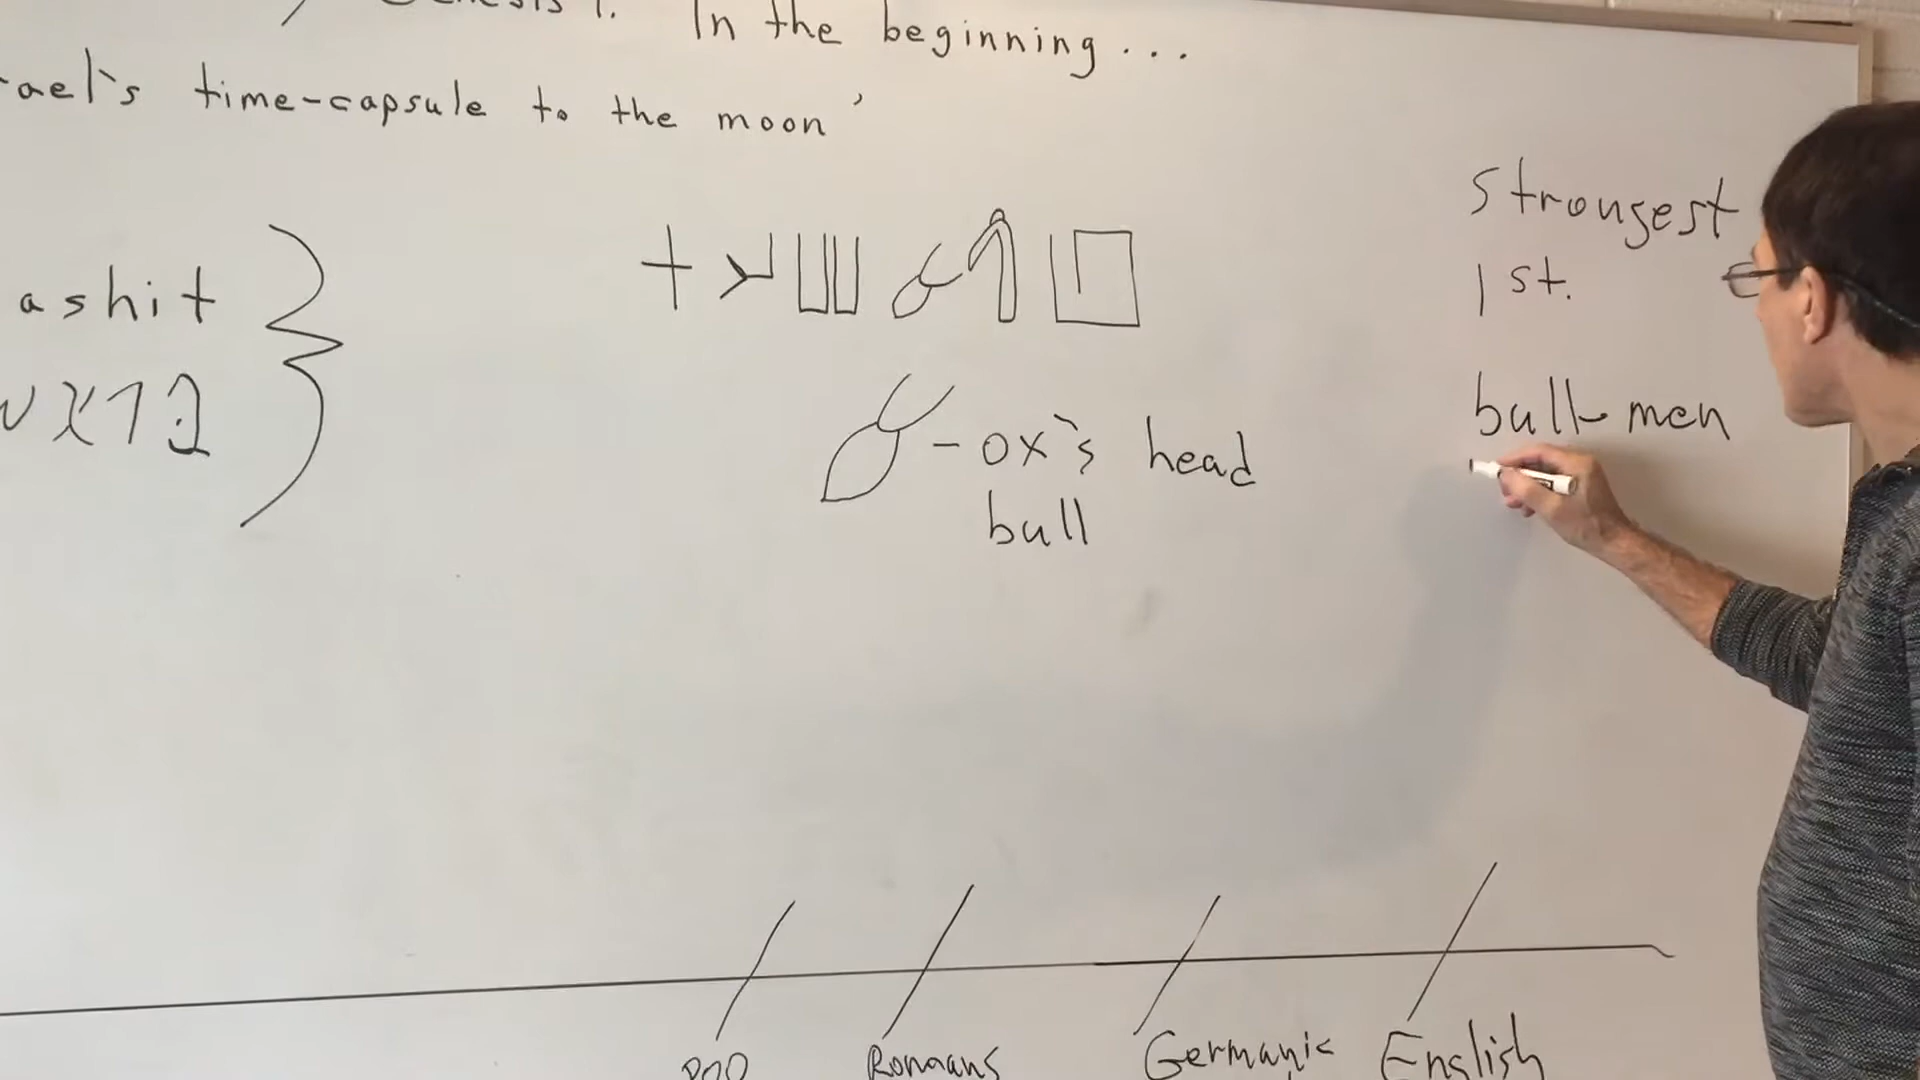 Genesis 1. In the beginning...
ael's time-capsule to the moon'
ashit
ox's head
bull
strongest
1st.
bull-men
Romans
Germanic
English